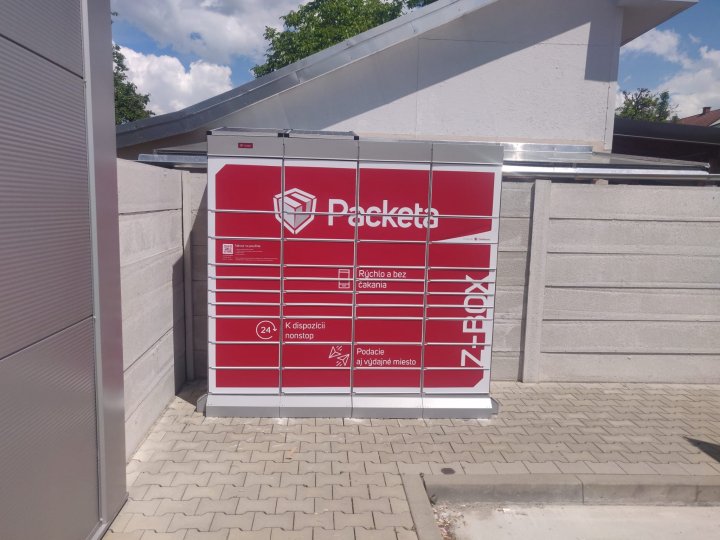 Packeta
Rýchlo a bez
čakania
24
K dispozícii
nonstop
Podacie
aj výdajné miesto
Z-BOX